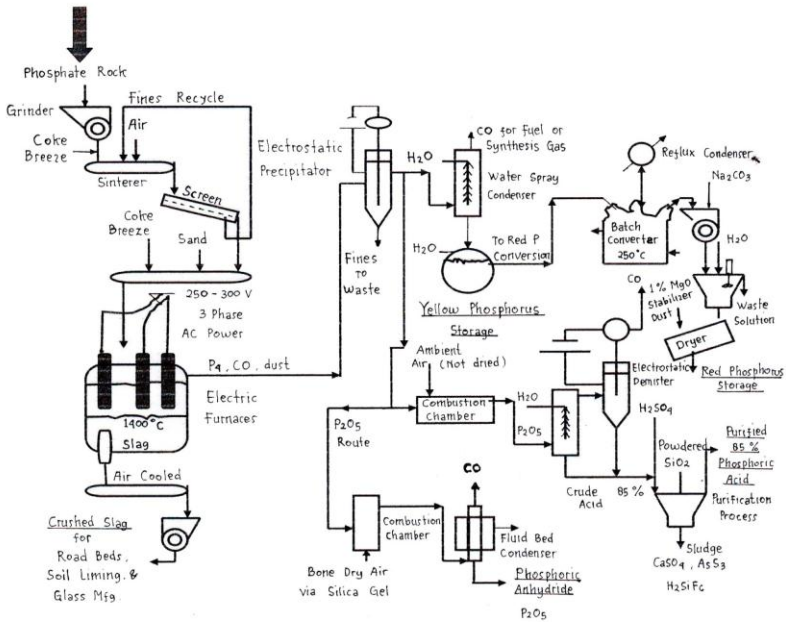 Phosphate Rock
Grinder
Fines Recycle
Air
Coke
Breeze
Sinterer
Screen
Coke
Breeze
Sand
250-300 V
3 Phase
AC Power
P4, CO, dust
Electric
Furnaces
1400°C
Slag
Air Cooled
Crushed Slag
for
Road Beds,
Soil Liming, &
Glass Mfg.
Electrostatic
Precipitator
Fines
to
Waste
H2O
CO for Fuel or
Synthesis Gas
Water Spray
Condenser
H2O
To Red P
Conversion
Yellow Phosphorus
Storage
Reflux Condenser
Na2CO3
Batch
Converter
250°C
H2O
Waste
Solution
1% MgO
Stabilizer
Dust
Dryer
Red Phosphorus
Storage
CO
Electrostatic
Demister
Ambient
Air (Not dried)
Combustion
Chamber
H2O
P2O5
P2O5
Route
Crude
Acid
85%
H2SO4
Powdered
SiO2
Purified
85%
Phosphoric
Acid
Purification
Process
Sludge
CaSO4, AsS3
H2SiFc
Combustion
chamber
Bone Dry Air
via Silica Gel
CO
Fluid Bed
Condenser
Phosphoric
Anhydride
P2O5